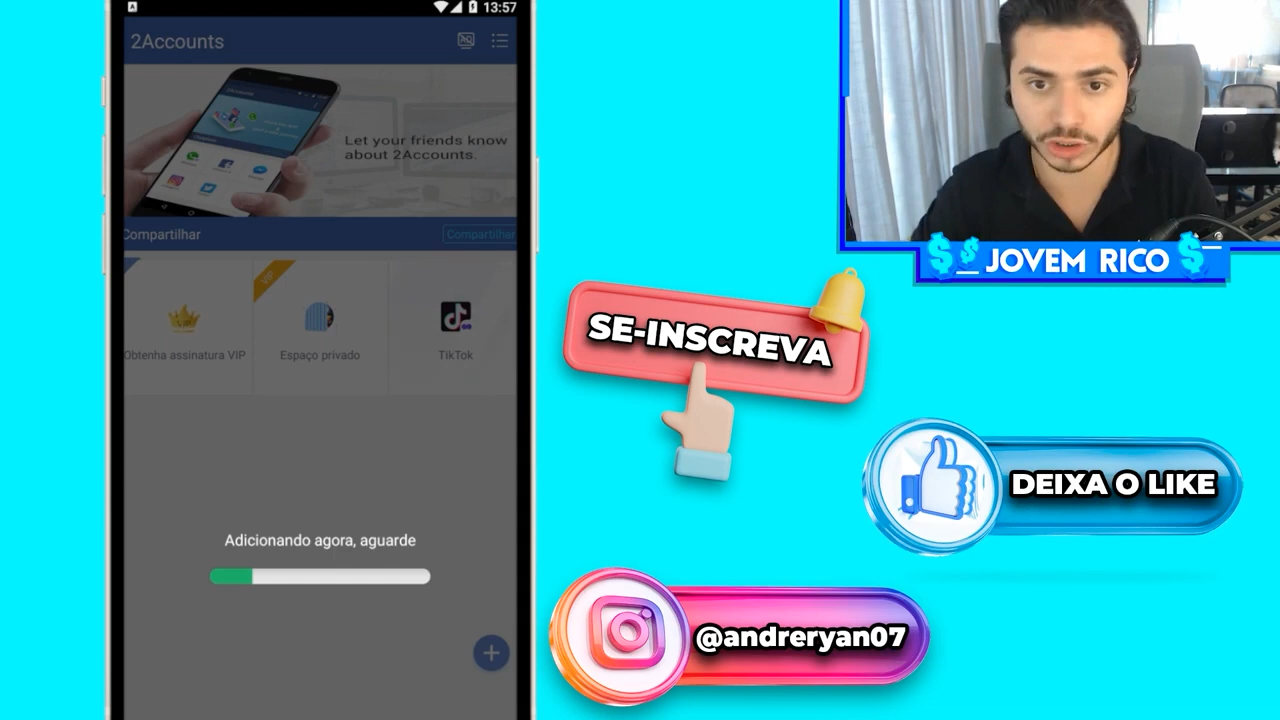 13:57
2Accounts
Let your friends know
about 2Accounts.
Compartilhar
Compartilhar
VIP
Obtenha assinatura VIP
Espaço privado
TikTok
Adicionando agora, aguarde
JOVEM RICO
SE-INSCREVA
DEIXA O LIKE
@andreryan07